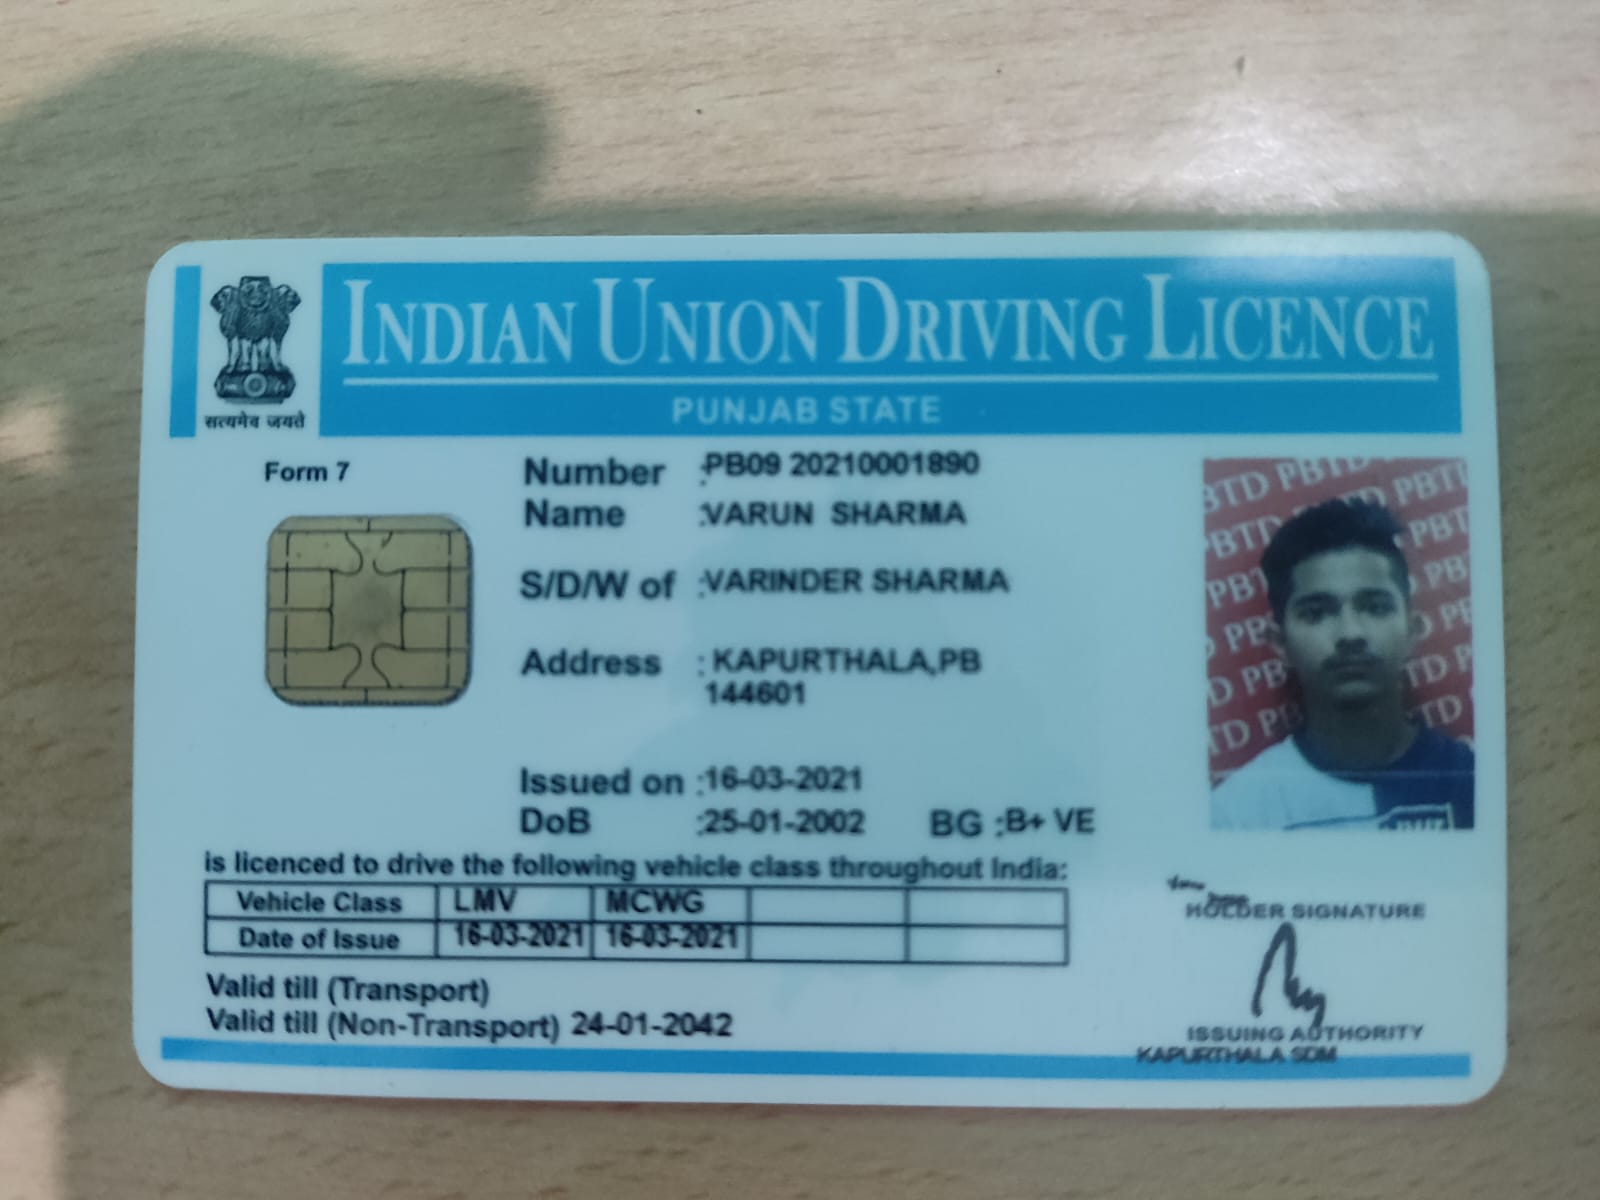 INDIAN UNION DRIVING LICENCE
PUNJAB STATE
सत्यमेव जयते
Form 7
Number :PB09 20210001890
Name :VARUN SHARMA
S/D/W of :VARINDER SHARMA
Address : KAPURTHALA,PB
144601
Issued on :16-03-2021
DoB :25-01-2002 BG :B+ VE
is licenced to drive the following vehicle class throughout India:
Vehicle Class LMV MCWG
Date of Issue 16-03-2021 16-03-2021
Valid till (Transport)
Valid till (Non-Transport) 24-01-2042
HOLDER SIGNATURE
ISSUING AUTHORITY
KAPURTHALA SDM